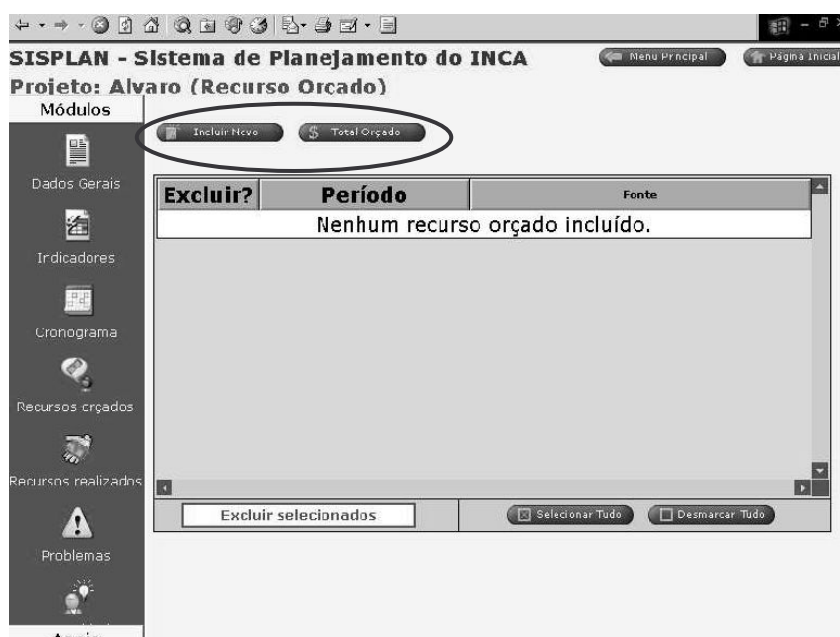 SISPLAN - Sistema de Planejamento do INCA
Menu Principal
Página Inicial
Projeto: Alvaro (Recurso Orçado)
Módulos
Incluir Novo
Total Orçado
Dados Gerais
Excluir?
Período
Fonte
Nenhum recurso orçado incluído.
Indicadores
Cronograma
Recursos orçados
Recursos realizados
Excluir selecionados
Selecionar Tudo
Desmarcar Tudo
Problemas